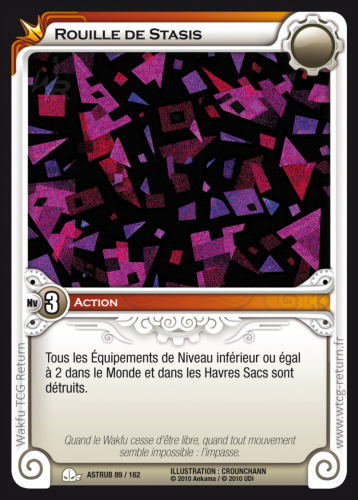 Rouille de Stasis
Nv 3 Action
Tous les Équipements de Niveau inférieur ou égal
à 2 dans le Monde et dans les Havres Sacs sont
détruits.
Quand le Wakfu cesse d'être libre, quand tout mouvement
semble impossible : l'impasse.
ASTRUB 89 / 162
ILLUSTRATION : CROUNCHANN
© 2010 Ankama / © 2010 UDI
Wakfu TCG Return
www.wtcg-return.fr